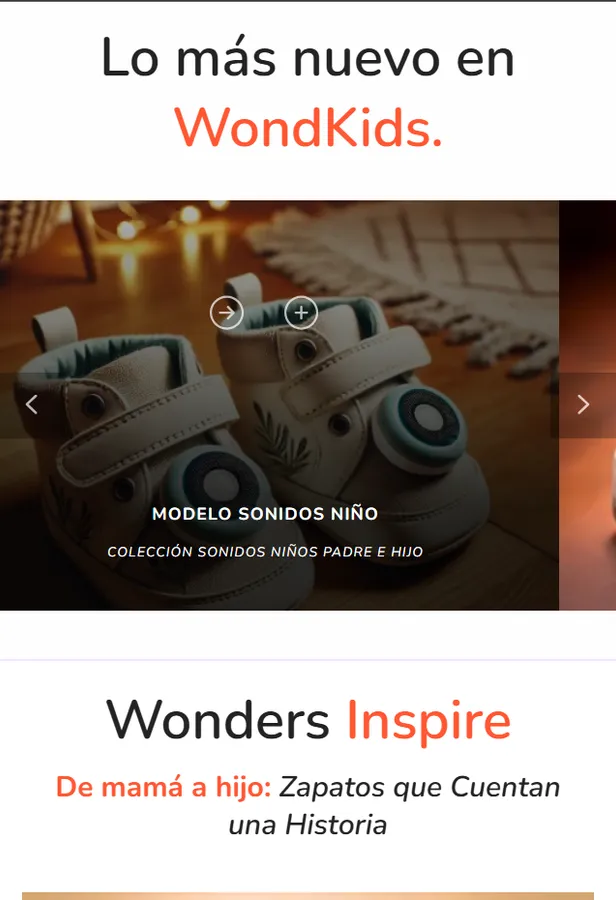 Lo más nuevo en
WondKids.
MODELO SONIDOS NIÑO
COLECCIÓN SONIDOS NIÑOS PADRE E HIJO
Wonders Inspire
De mamá a hijo: Zapatos que Cuentan
una Historia